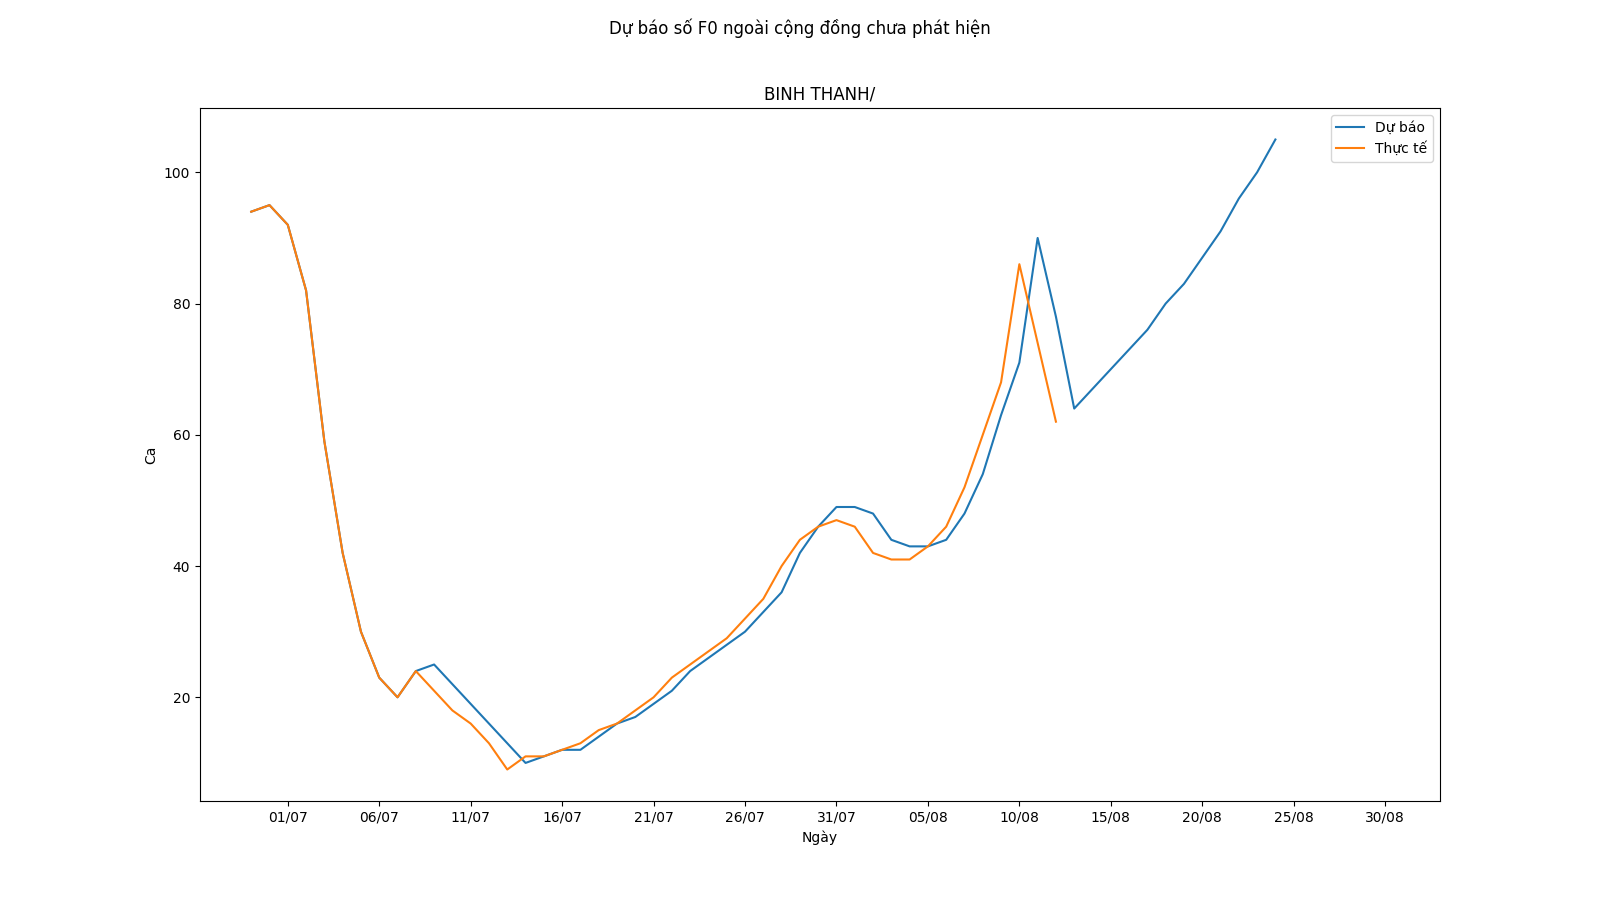 Dự báo số F0 ngoài cộng đồng chưa phát hiện
BINH THANH/
Dự báo
Thực tế
100
80
60
40
20
Ca
01/07 06/07 11/07 16/07 21/07 26/07 31/07 05/08 10/08 15/08 20/08 25/08 30/08
Ngày